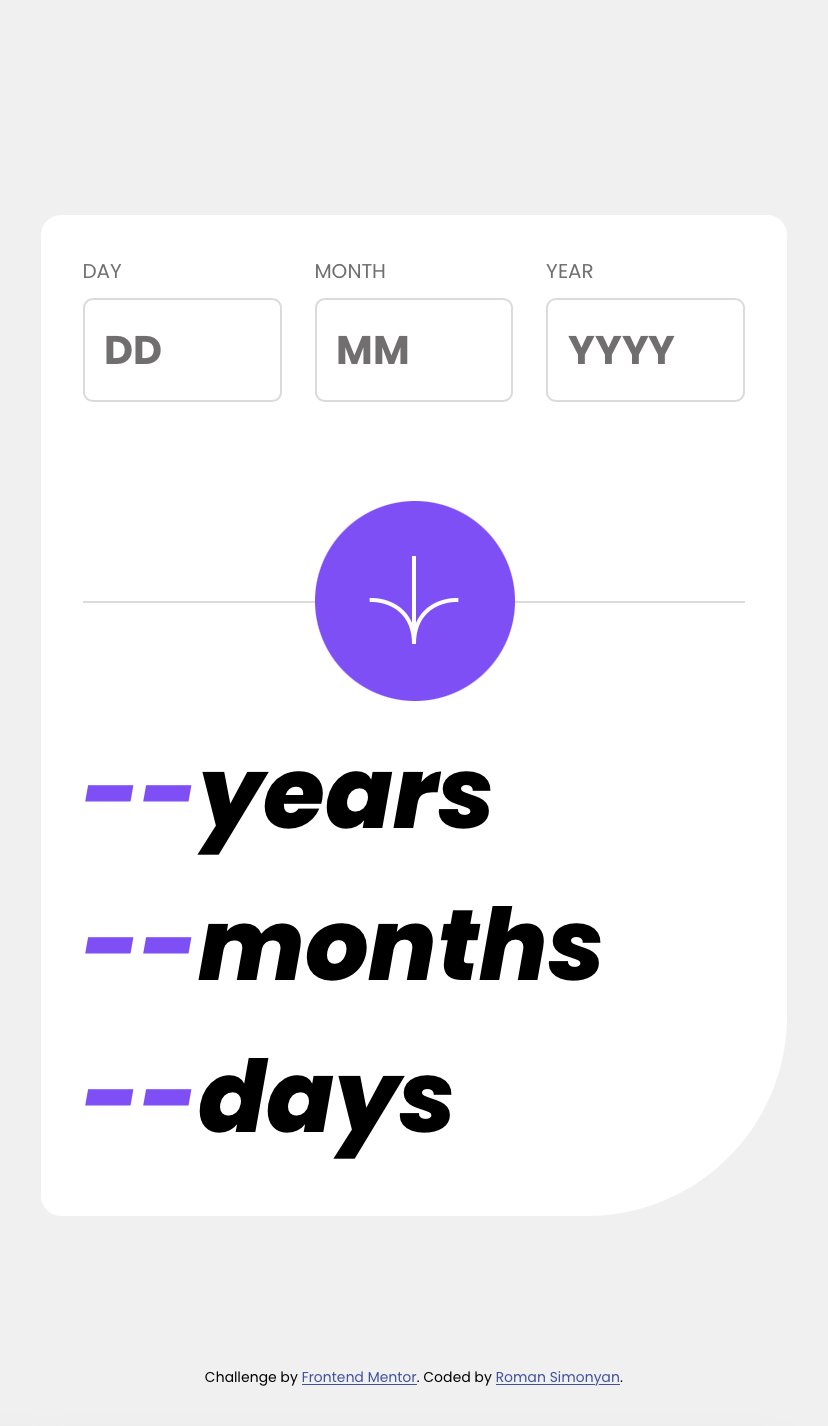 DAY MONTH YEAR
DD MM YYYY
--years
--months
--days
Challenge by Frontend Mentor. Coded by Roman Simonyan.